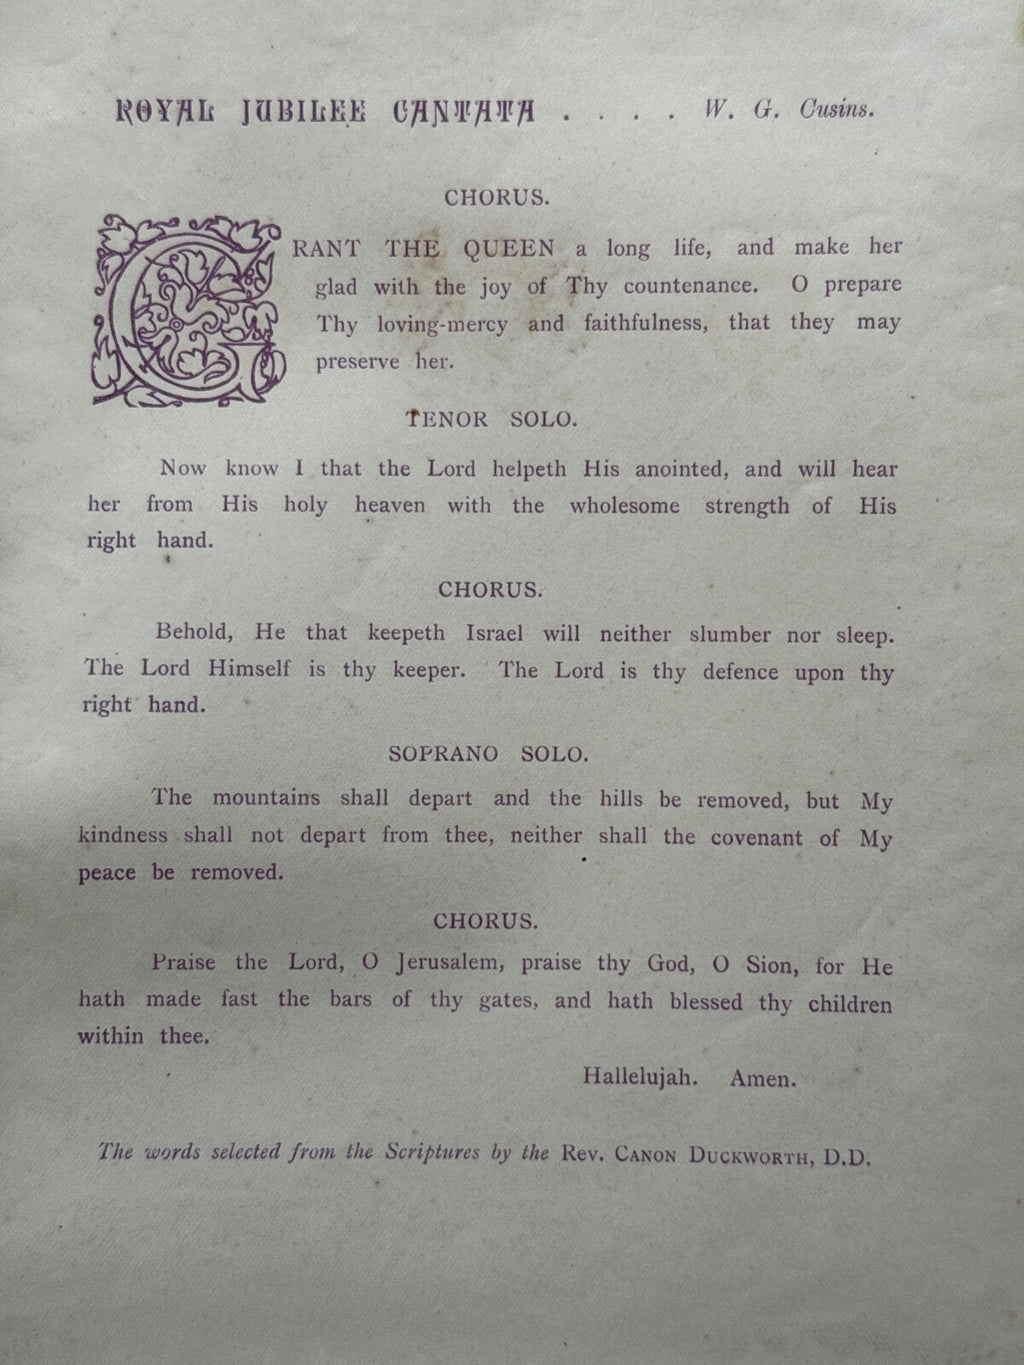 ROYAL JUBILEE CANTATA . . . . W. G. Cusins.
CHORUS.
GRANT THE QUEEN a long life, and make her
glad with the joy of Thy countenance. O prepare
Thy loving-mercy and faithfulness, that they may
preserve her.
TENOR SOLO.
Now know I that the Lord helpeth His anointed, and will hear
her from His holy heaven with the wholesome strength of His
right hand.
CHORUS.
Behold, He that keepeth Israel will neither slumber nor sleep.
The Lord Himself is thy keeper. The Lord is thy defence upon thy
right hand.
SOPRANO SOLO.
The mountains shall depart and the hills be removed, but My
kindness shall not depart from thee, neither shall the covenant of My
peace be removed.
CHORUS.
Praise the Lord, O Jerusalem, praise thy God, O Sion, for He
hath made fast the bars of thy gates, and hath blessed thy children
within thee.
Hallelujah. Amen.
The words selected from the Scriptures by the Rev. CANON DUCKWORTH, D.D.